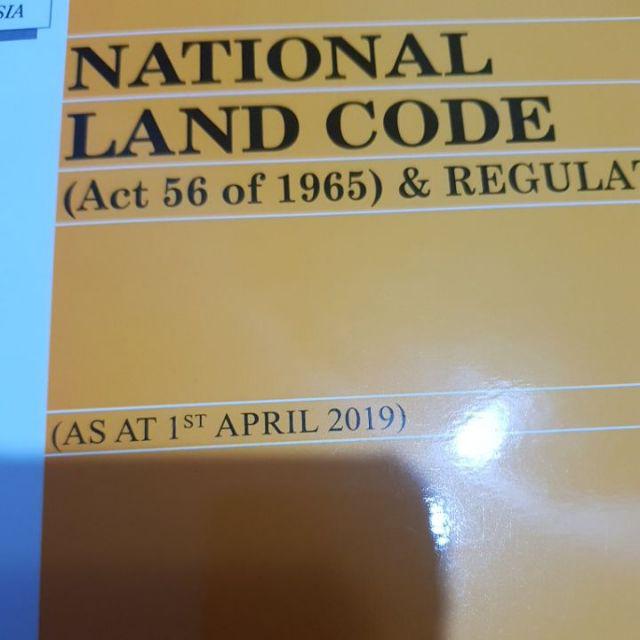 SIA
NATIONAL
LAND CODE
(Act 56 of 1965) & REGULAT
(AS AT 1ST APRIL 2019)